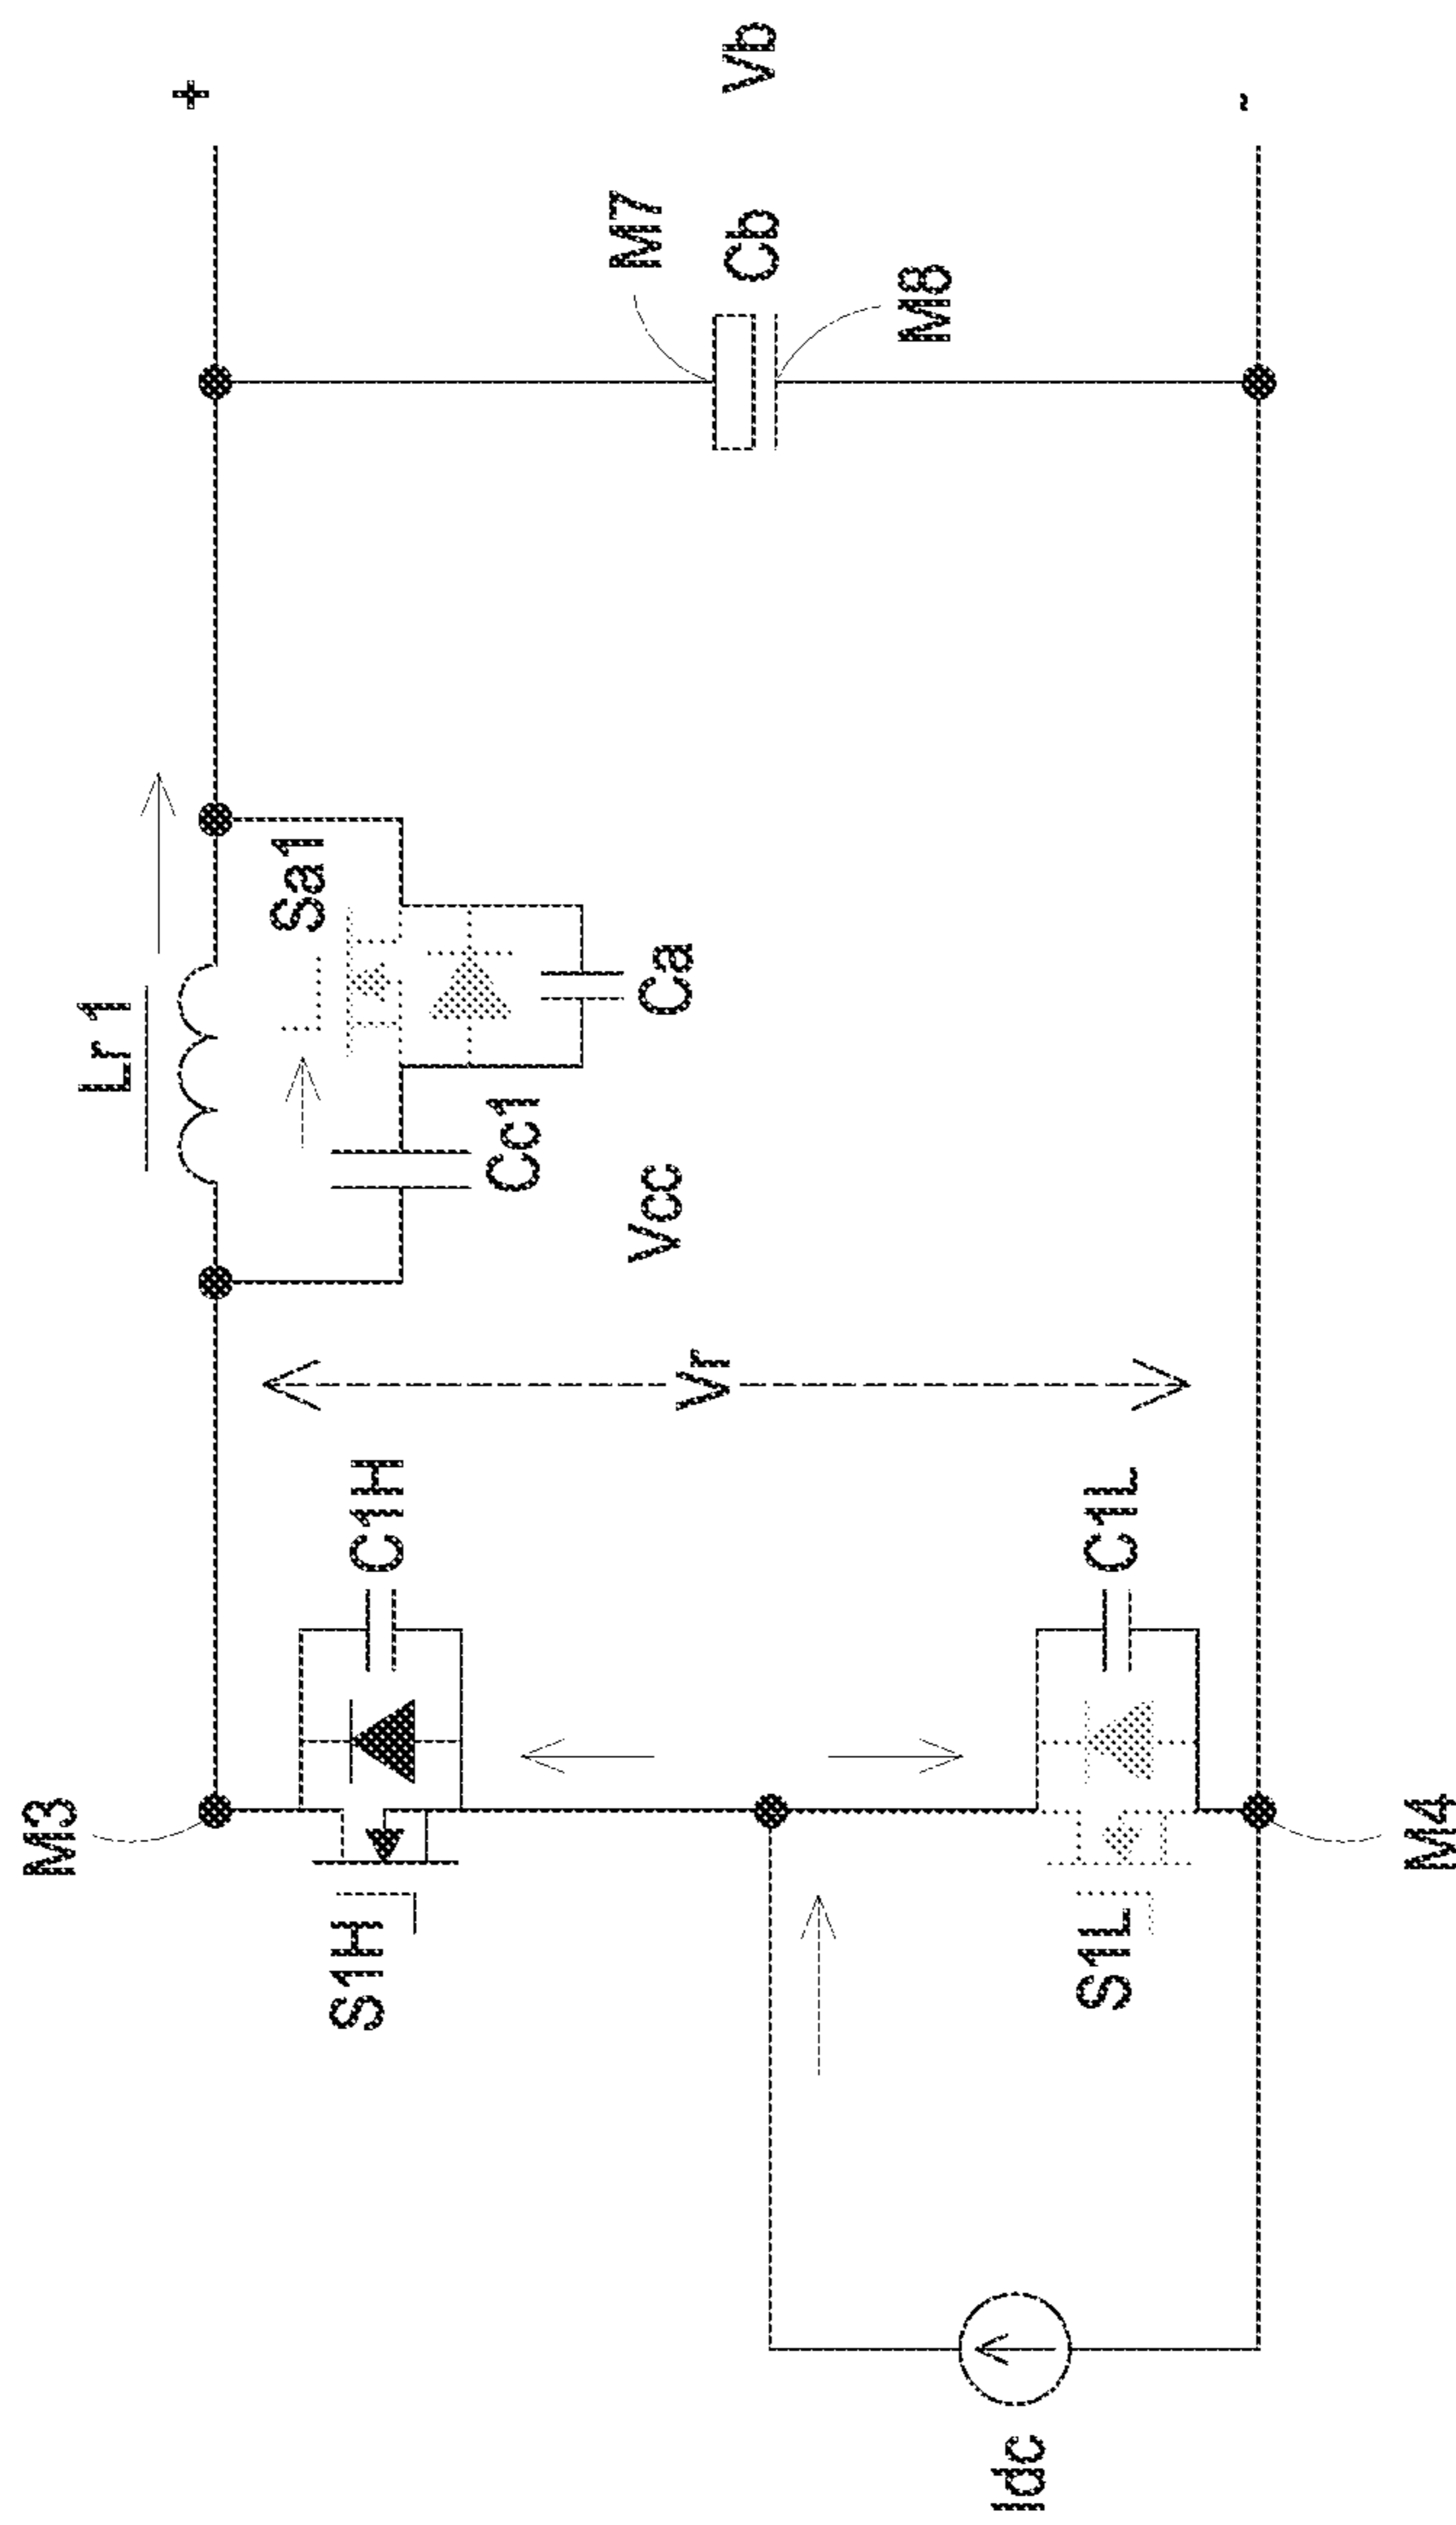 M3
Lr1
+
Sa1
S1H
C1H
Cc1
M7
Vcc
Ca
Vr
Cb
Vb
M8
Idc
S1L
C1L
-
M4